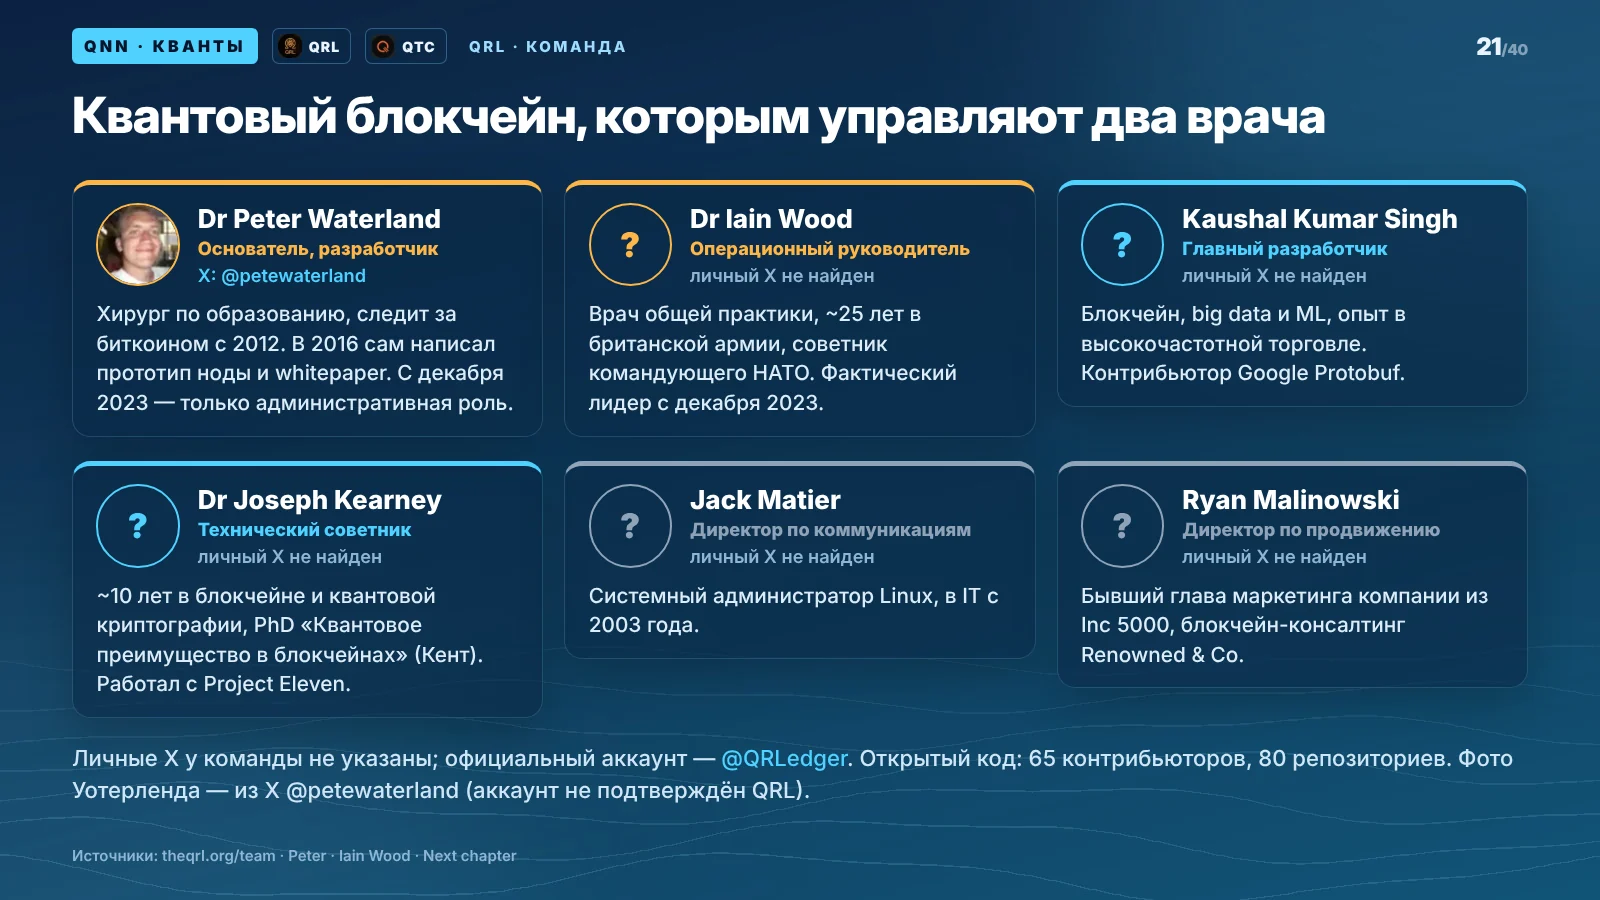 QNN · КВАНТЫ
QRL
QTC
QRL · КОМАНДА
21/40
Квантовый блокчейн, которым управляют два врача
Dr Peter Waterland
Основатель, разработчик
X: @petewaterland
Хирург по образованию, следит за
биткоином с 2012. В 2016 сам написал
прототип ноды и whitepaper. С декабря
2023 — только административная роль.
?
Dr Iain Wood
Операционный руководитель
личный X не найден
Врач общей практики, ~25 лет в
британской армии, советник
командующего НАТО. Фактический
лидер с декабря 2023.
?
Kaushal Kumar Singh
Главный разработчик
личный X не найден
Блокчейн, big data и ML, опыт в
высокочастотной торговле.
Контрибьютор Google Protobuf.
?
Dr Joseph Kearney
Технический советник
личный X не найден
~10 лет в блокчейне и квантовой
криптографии, PhD «Квантовое
преимущество в блокчейнах» (Кент).
Работал с Project Eleven.
?
Jack Matier
Директор по коммуникациям
личный X не найден
Системный администратор Linux, в IT с
2003 года.
?
Ryan Malinowski
Директор по продвижению
личный X не найден
Бывший глава маркетинга компании из
Inc 5000, блокчейн-консалтинг
Renowned & Co.
Личные X у команды не указаны; официальный аккаунт — @QRLedger. Открытый код: 65 контрибьюторов, 80 репозиториев. Фото
Уотерленда — из X @petewaterland (аккаунт не подтверждён QRL).
Источники: theqrl.org/team · Peter · Iain Wood · Next chapter